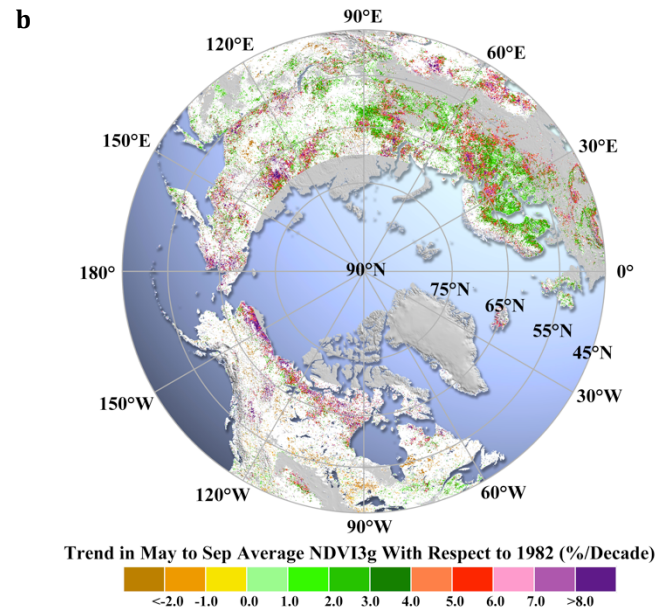 b
90°E
120°E
60°E
150°E
30°E
180°
90°N
0°
75°N
65°N
55°N
45°N
150°W
30°W
120°W
60°W
90°W
Trend in May to Sep Average NDVI3g With Respect to 1982 (%/Decade)
<-2.0 -1.0 0.0 1.0 2.0 3.0 4.0 5.0 6.0 7.0 >8.0